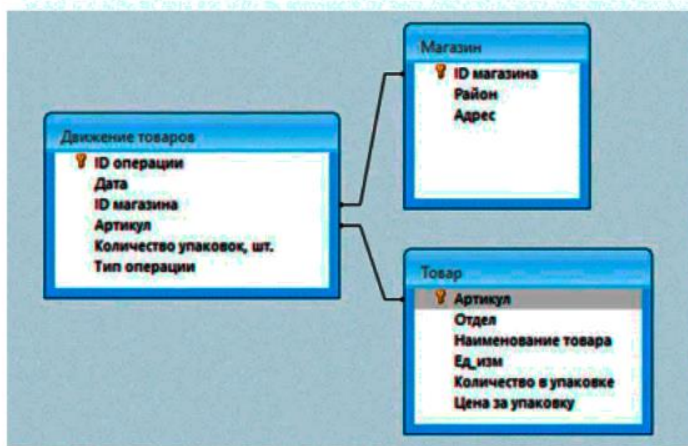 Движение товаров
ID операции
Дата
ID магазина
Артикул
Количество упаковок, шт.
Тип операции
Магазин
ID магазина
Район
Адрес
Товар
Артикул
Отдел
Наименование товара
Ед_изм
Количество в упаковке
Цена за упаковку